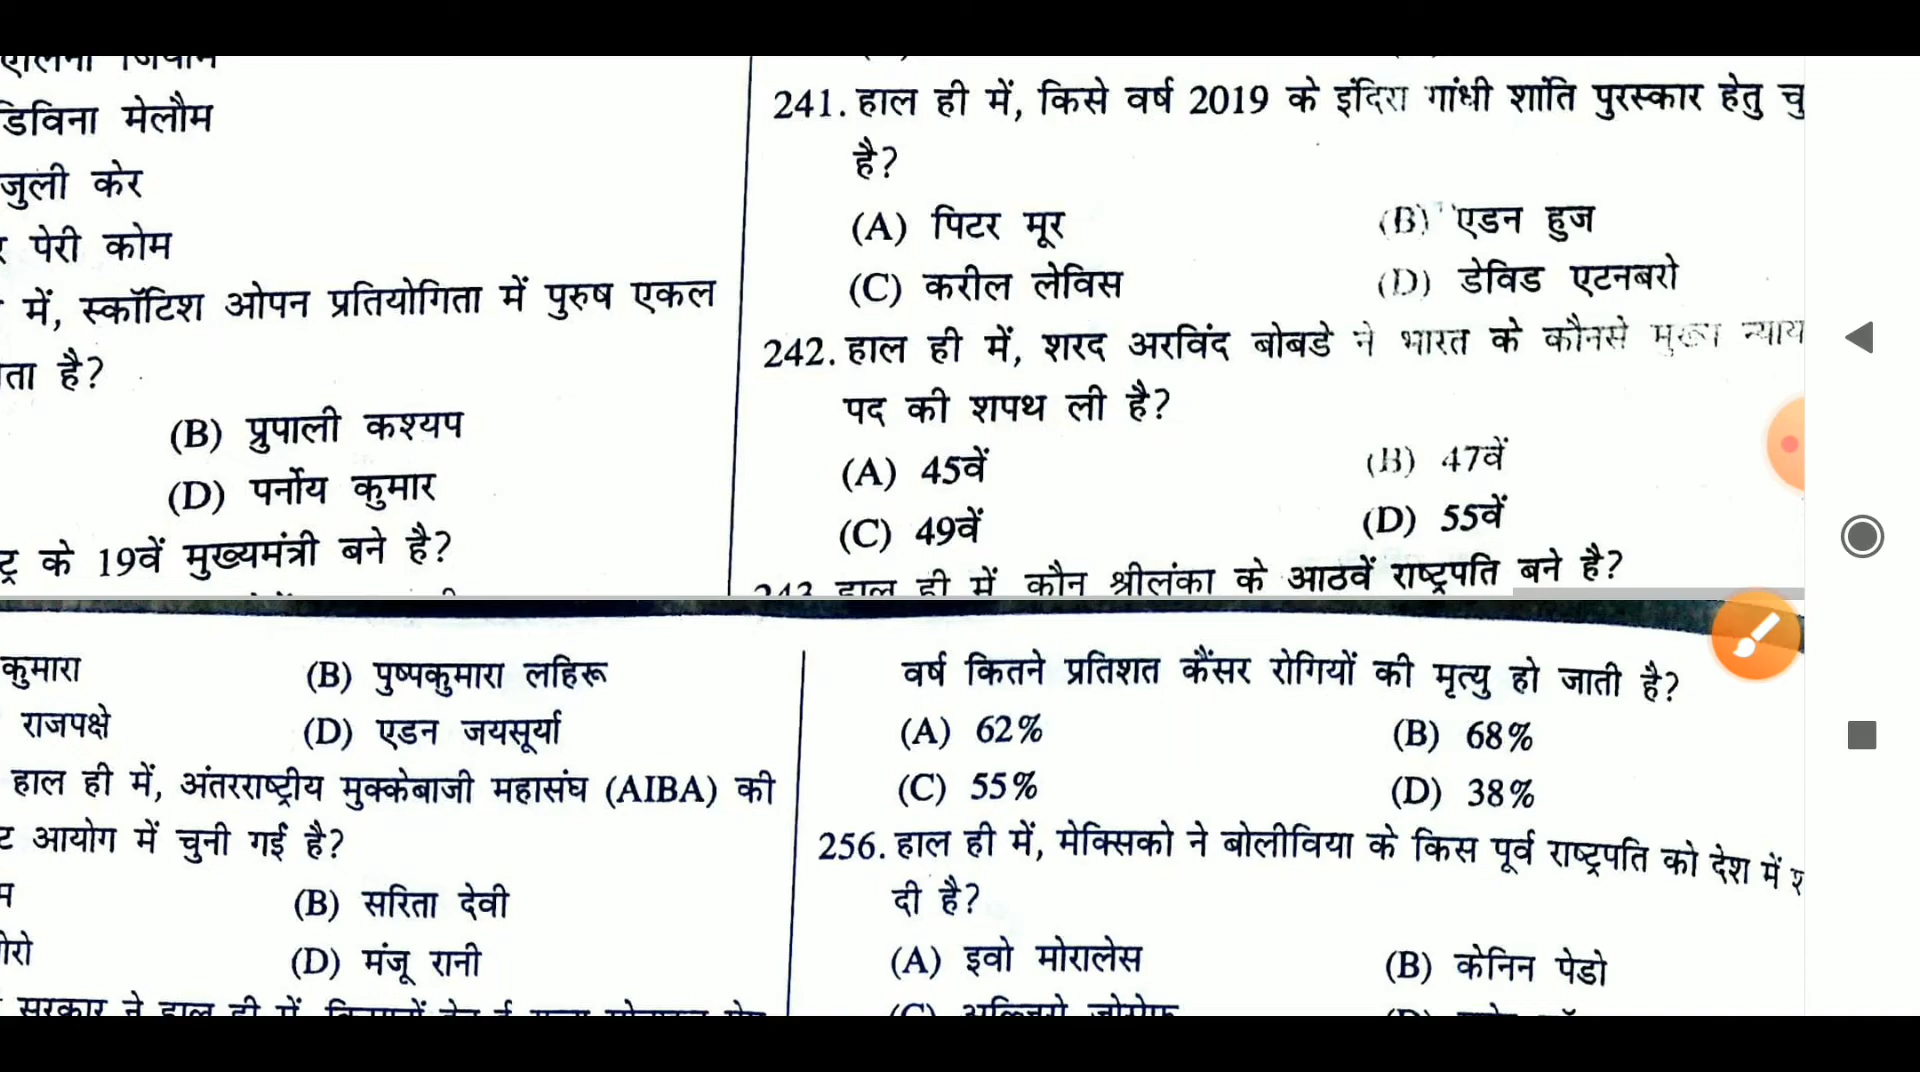 डिविना मेलौम
जुली केर
पेरी कोम
में, स्कॉटिश ओपन प्रतियोगिता में पुरुष एकल
ता है?
(B) प्रुपाली कश्यप
(D) पर्नोय कुमार
के 19वें मुख्यमंत्री बने है?
241. हाल ही में, किसे वर्ष 2019 के इंदिरा गांधी शांति पुरस्कार हेतु चु
है?
(A) पिटर मूर (B) एडन हुज
(C) करील लेविस (D) डेविड एटनबरो
242. हाल ही में, शरद अरविंद बोबडे ने भारत के कौनसे मुख्य न्याय
पद की शपथ ली है?
(A) 45वें (B) 47वें
(C) 49वें (D) 55वें
243 हाल ही में कौन श्रीलंका के आठवें राष्ट्रपति बने है?
कुमारा (B) पुष्पकुमारा लहिरू
राजपक्षे (D) एडन जयसूर्या
हाल ही में, अंतरराष्ट्रीय मुक्केबाजी महासंघ (AIBA) की
आयोग में चुनी गई है?
(B) सरिता देवी
(D) मंजू रानी
सरकार ने हाल ही में
वर्ष कितने प्रतिशत कैंसर रोगियों की मृत्यु हो जाती है?
(A) 62% (B) 68%
(C) 55% (D) 38%
256. हाल ही में, मेक्सिको ने बोलीविया के किस पूर्व राष्ट्रपति को देश में
दी है?
(A) इवो मोरालेस (B) केनिन पेडो